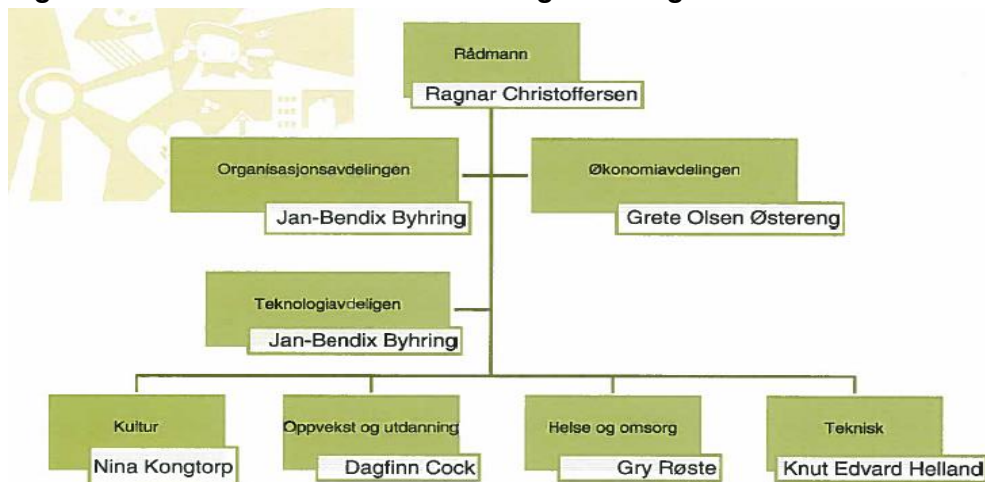 Rådmann
Ragnar Christoffersen
Organisasjonsavdelingen
Jan-Bendix Byhring
Økonomiavdelingen
Grete Olsen Østereng
Teknologiavdeligen
Jan-Bendix Byhring
Kultur
Nina Kongtorp
Oppvekst og utdanning
Dagfinn Cock
Helse og omsorg
Gry Røste
Teknisk
Knut Edvard Helland